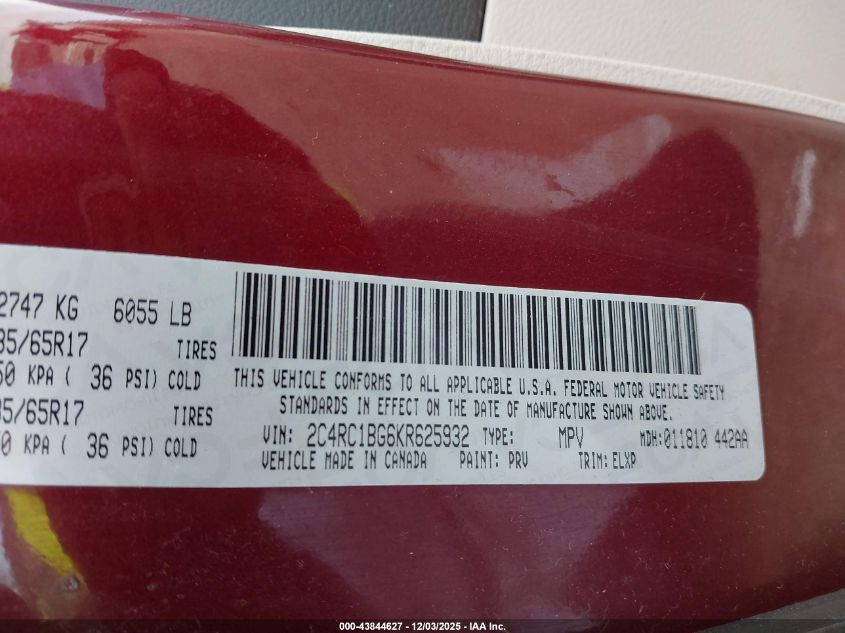 2747 KG 6055 LB
35/65R17 TIRES
50 KPA ( 36 PSI) COLD
35/65R17 TIRES
0 KPA ( 36 PSI) COLD
THIS VEHICLE CONFORMS TO ALL APPLICABLE U.S.A. FEDERAL MOTOR VEHICLE SAFETY
STANDARDS IN EFFECT ON THE DATE OF MANUFACTURE SHOWN ABOVE.
VIN: 2C4RC1BG6KR625932 TYPE: MPV MDH:011810 442AA
VEHICLE MADE IN CANADA PAINT: PRV TRIM: ELXP
000-43844627 - 12/03/2025 - IAA Inc.